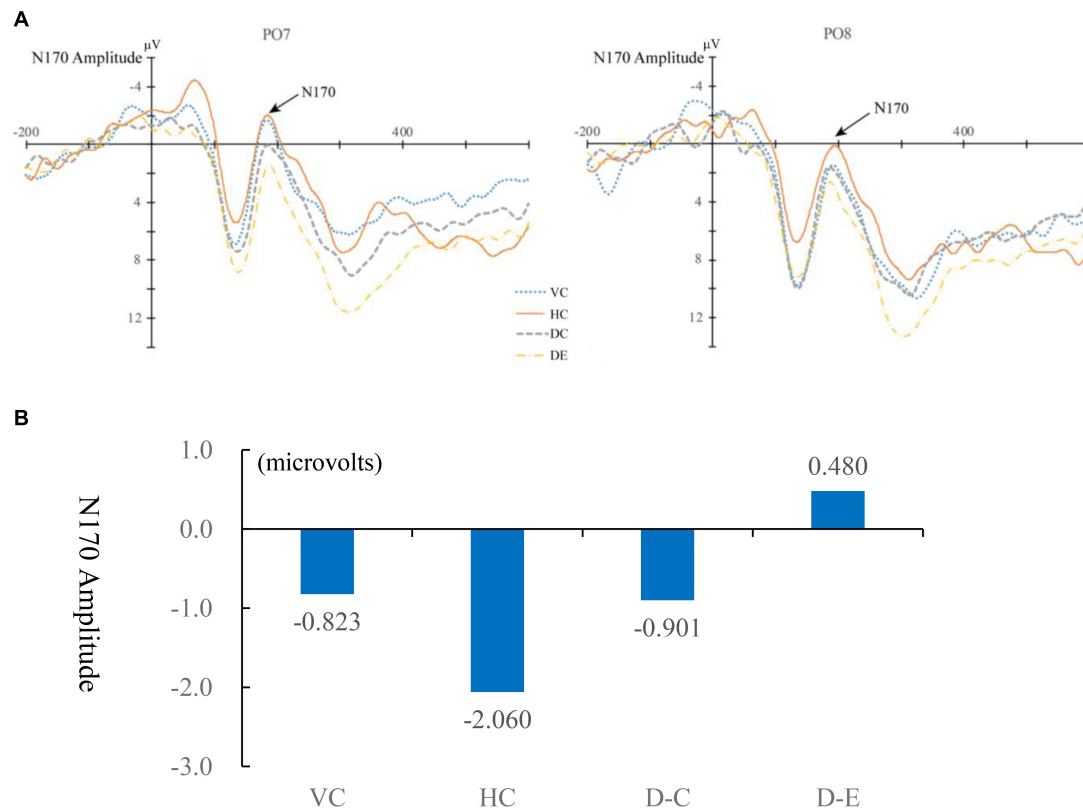 A
PO7
PO8
µV
N170 Amplitude
µV
N170 Amplitude
-4
N170
-4
N170
-200
400
-200
400
4
4
8
8
VC
HC
12
DC
12
DE
B
1.0
(microvolts)
0.480
0.0
N170 Amplitude
-1.0
-0.823
-0.901
-2.0
-2.060
-3.0
VC
HC
D-C
D-E